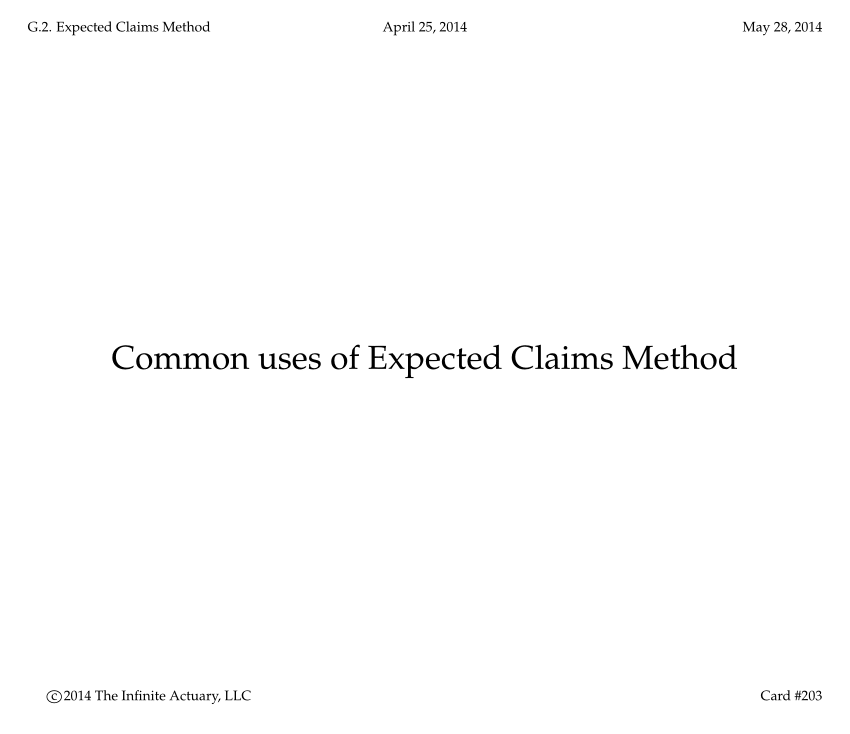 G.2. Expected Claims Method April 25, 2014 May 28, 2014
Common uses of Expected Claims Method
©2014 The Infinite Actuary, LLC Card #203